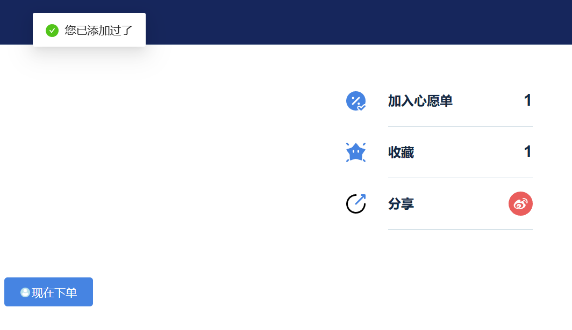 您已添加过了
加入心愿单 1
收藏 1
分享
现在下单